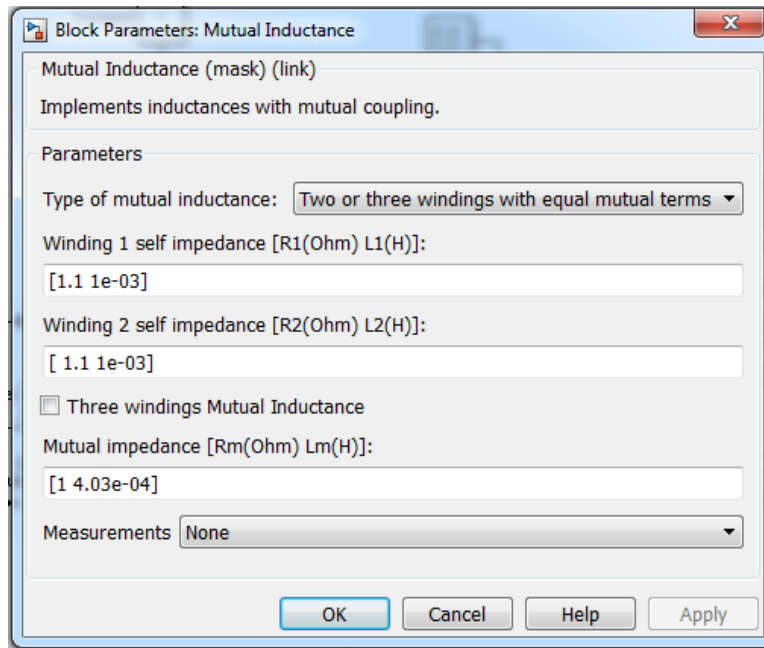 Block Parameters: Mutual Inductance
Mutual Inductance (mask) (link)
Implements inductances with mutual coupling.
Parameters
Type of mutual inductance: Two or three windings with equal mutual terms
Winding 1 self impedance [R1(Ohm) L1(H)]:
[1.1 1e-03]
Winding 2 self impedance [R2(Ohm) L2(H)]:
[ 1.1 1e-03]
Three windings Mutual Inductance
Mutual impedance [Rm(Ohm) Lm(H)]:
[1 4.03e-04]
Measurements None
OK Cancel Help Apply